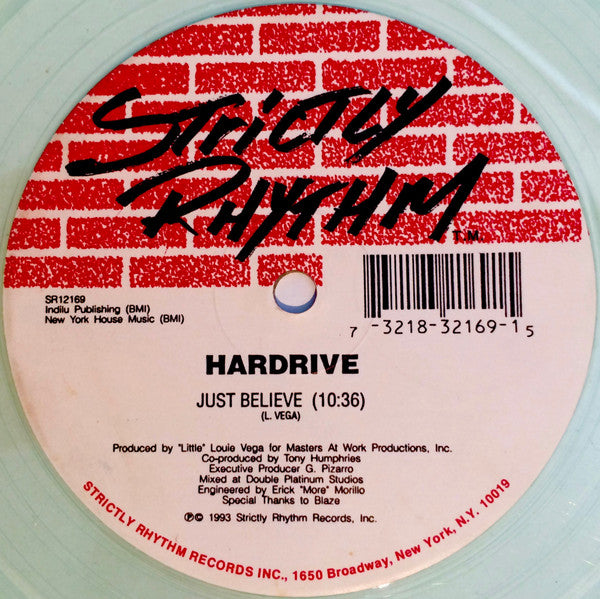 STRICTLY
RHYTHM
T.M.
SR12169
Indilu Publishing (BMI)
New York House Music (BMI)
7 -3218-32169-1 5
HARDRIVE
JUST BELIEVE (10:36)
(L. VEGA)
Produced by "Little" Louie Vega for Masters At Work Productions, Inc.
Co-produced by Tony Humphries
Executive Producer G. Pizarro
Mixed at Double Platinum Studios
Engineered by Erick "More" Morillo
Special Thanks to Blaze
℗© 1993 Strictly Rhythm Records, Inc.
STRICTLY RHYTHM RECORDS INC., 1650 Broadway, New York, N.Y. 10019